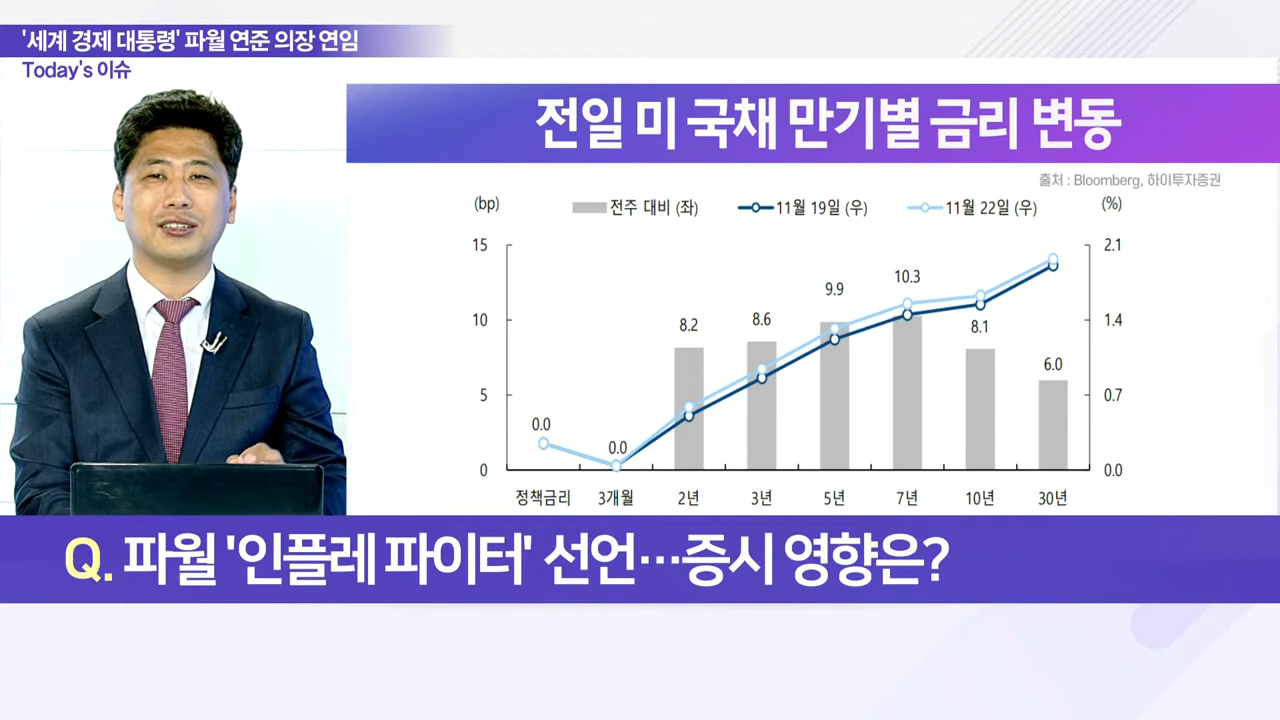 '세계 경제 대통령' 파월 연준 의장 연임
Today's 이슈
전일 미 국채 만기별 금리 변동
출처 : Bloomberg, 하이투자증권
(bp)
전주 대비 (좌)
11월 19일 (우)
11월 22일 (우)
(%)
15
10
5
0
2.1
1.4
0.7
0.0
0.0
0.0
8.2
8.6
9.9
10.3
8.1
6.0
정책금리
3개월
2년
3년
5년
7년
10년
30년
Q. 파월 '인플레 파이터' 선언…증시 영향은?